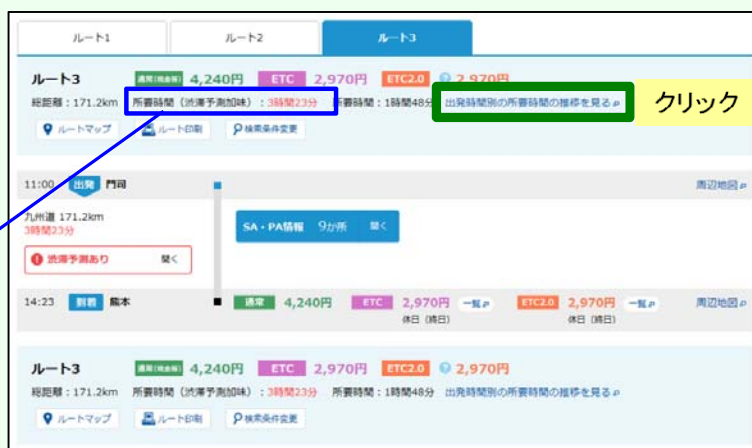 ルート1 ルート2 ルート3
ルート3 通常(現金等) 4,240円 ETC 2,970円 ETC2.0 2,970円
総距離：171.2km 所要時間（渋滞予測加味）：3時間23分 所要時間：1時間48分 出発時間別の所要時間の推移を見る クリック
ルートマップ ルート印刷 検索条件変更
11:00 出発 門司 周辺地図
九州道 171.2km
3時間23分
SA・PA情報 9か所 開く
渋滞予測あり 開く
14:23 到着 熊本 通常 4,240円 ETC 2,970円 一覧 ETC2.0 2,970円 一覧 周辺地図
休日（終日） 休日（終日）
ルート3 通常(現金等) 4,240円 ETC 2,970円 ETC2.0 2,970円
総距離：171.2km 所要時間（渋滞予測加味）：3時間23分 所要時間：1時間48分 出発時間別の所要時間の推移を見る
ルートマップ ルート印刷 検索条件変更